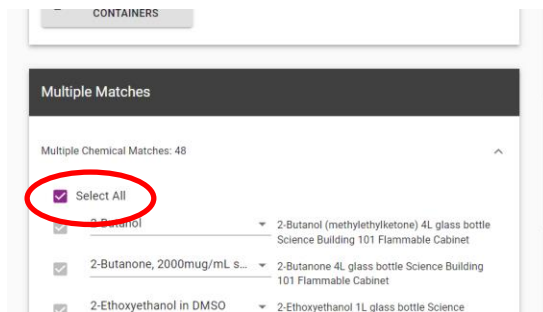 CONTAINERS
Multiple Matches
Multiple Chemical Matches: 48
Select All
2-Butanol
2-Butanol (methylethylketone) 4L glass bottle
Science Building 101 Flammable Cabinet
2-Butanone, 2000mug/mL s...
2-Butanone 4L glass bottle Science Building
101 Flammable Cabinet
2-Ethoxyethanol in DMSO
2-Ethoxyethanol 1L glass bottle Science